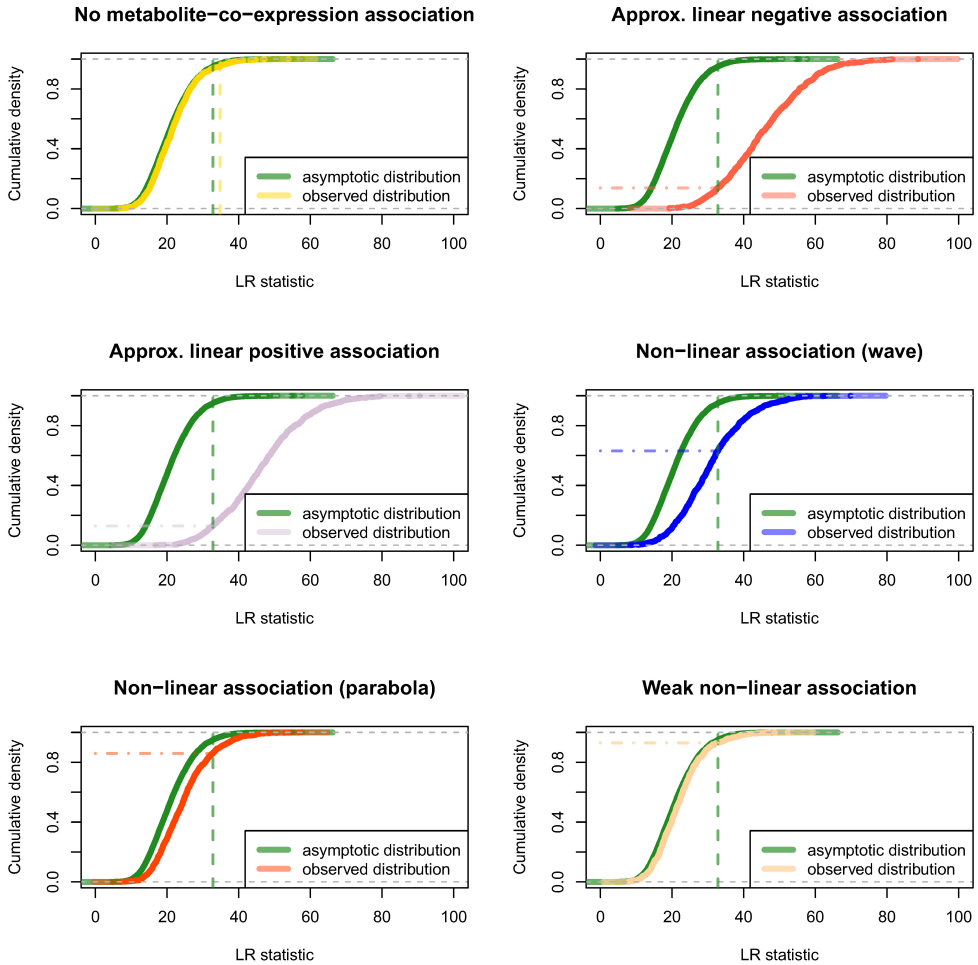 No metabolite−co−expression association
Cumulative density
0.0 0.4 0.8
asymptotic distribution
observed distribution
0 20 40 60 80 100
LR statistic
Approx. linear negative association
Cumulative density
0.0 0.4 0.8
asymptotic distribution
observed distribution
0 20 40 60 80 100
LR statistic
Approx. linear positive association
Cumulative density
0.0 0.4 0.8
asymptotic distribution
observed distribution
0 20 40 60 80 100
LR statistic
Non−linear association (wave)
Cumulative density
0.0 0.4 0.8
asymptotic distribution
observed distribution
0 20 40 60 80 100
LR statistic
Non−linear association (parabola)
Cumulative density
0.0 0.4 0.8
asymptotic distribution
observed distribution
0 20 40 60 80 100
LR statistic
Weak non−linear association
Cumulative density
0.0 0.4 0.8
asymptotic distribution
observed distribution
0 20 40 60 80 100
LR statistic